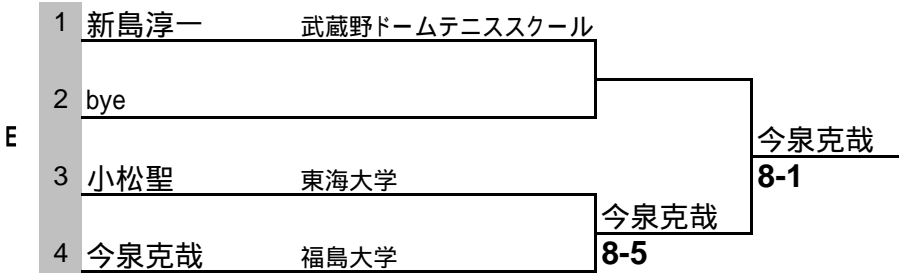 1 新島淳一 武蔵野ドームテニススクール
2 bye
E
今泉克哉
3 小松聖 東海大学
8-1
今泉克哉
4 今泉克哉 福島大学
8-5